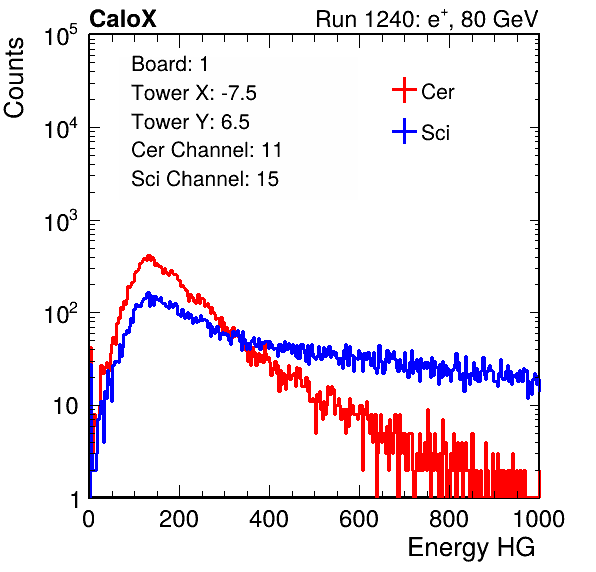 CaloX Run 1240: e⁺, 80 GeV
Counts
10⁵
10⁴
10³
10²
10
1
Board: 1
Tower X: -7.5
Tower Y: 6.5
Cer Channel: 11
Sci Channel: 15
Cer
Sci
0 200 400 600 800 1000
Energy HG